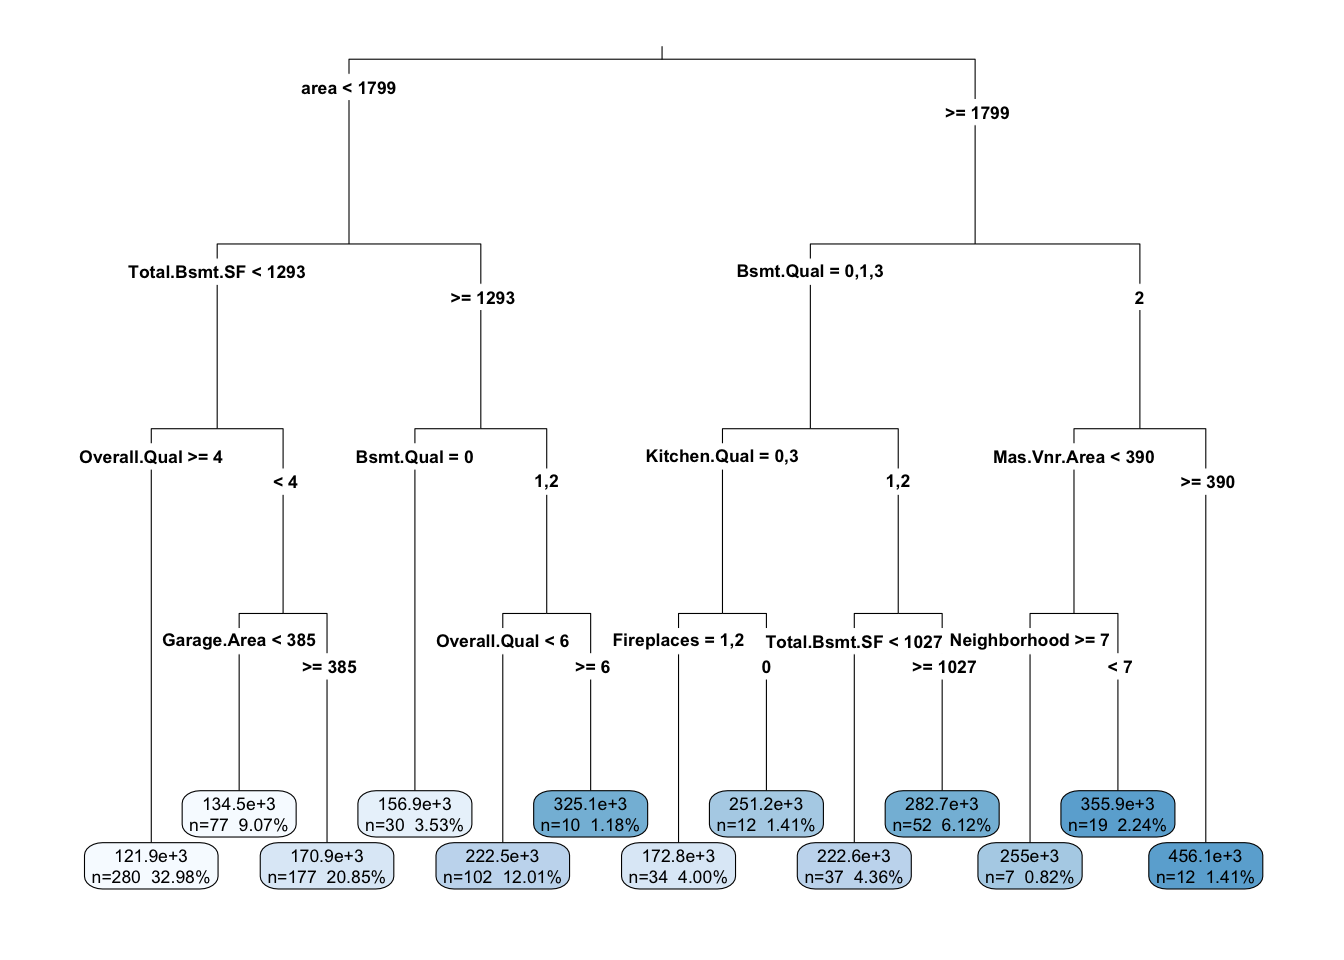 area < 1799
>= 1799
Total.Bsmt.SF < 1293
>= 1293
Bsmt.Qual = 0,1,3
2
Overall.Qual >= 4
< 4
Bsmt.Qual = 0
1,2
Kitchen.Qual = 0,3
1,2
Mas.Vnr.Area < 390
>= 390
Garage.Area < 385
>= 385
Overall.Qual < 6
>= 6
Fireplaces = 1,2
0
Total.Bsmt.SF < 1027
>= 1027
Neighborhood >= 7
< 7
134.5e+3
n=77 9.07%
156.9e+3
n=30 3.53%
325.1e+3
n=10 1.18%
251.2e+3
n=12 1.41%
282.7e+3
n=52 6.12%
355.9e+3
n=19 2.24%
121.9e+3
n=280 32.98%
170.9e+3
n=177 20.85%
222.5e+3
n=102 12.01%
172.8e+3
n=34 4.00%
222.6e+3
n=37 4.36%
255e+3
n=7 0.82%
456.1e+3
n=12 1.41%